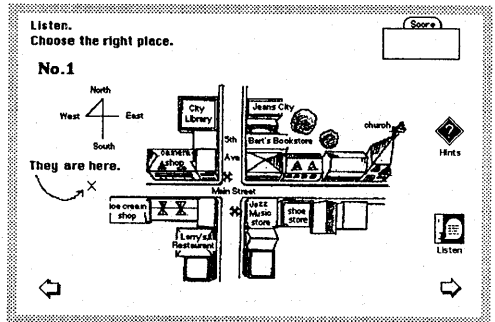 Listen.
Choose the right place.
Score
No.1
North
West
East
South
They are here.
X
City
Library
Jeans City
5th
Ave
Bart's Bookstore
church
camera
shop
Main Street
ice cream
shop
Larry's
Restaurant
Jazz
Music
store
shoe
store
?
Hints
Listen